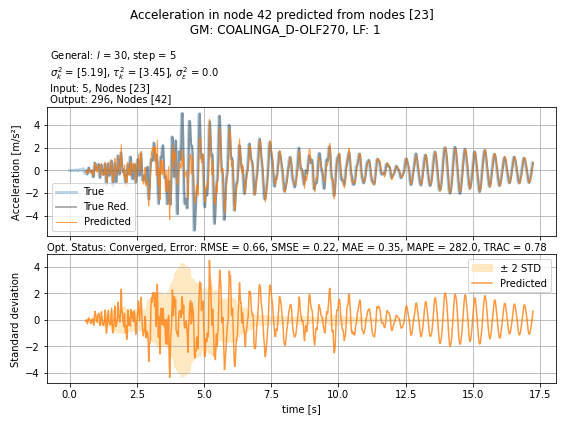 Acceleration in node 42 predicted from nodes [23]
GM: COALINGA_D-OLF270, LF: 1
General: l = 30, step = 5
σ²ₖ = [5.19], τ²ₖ = [3.45], σ²ε = 0.0
Input: 5, Nodes [23]
Output: 296, Nodes [42]
Acceleration [m/s²]
4
2
0
−2
−4
True
True Red.
Predicted
Opt. Status: Converged, Error: RMSE = 0.66, SMSE = 0.22, MAE = 0.35, MAPE = 282.0, TRAC = 0.78
Standard deviation
4
2
0
−2
−4
± 2 STD
Predicted
0.0 2.5 5.0 7.5 10.0 12.5 15.0 17.5
time [s]